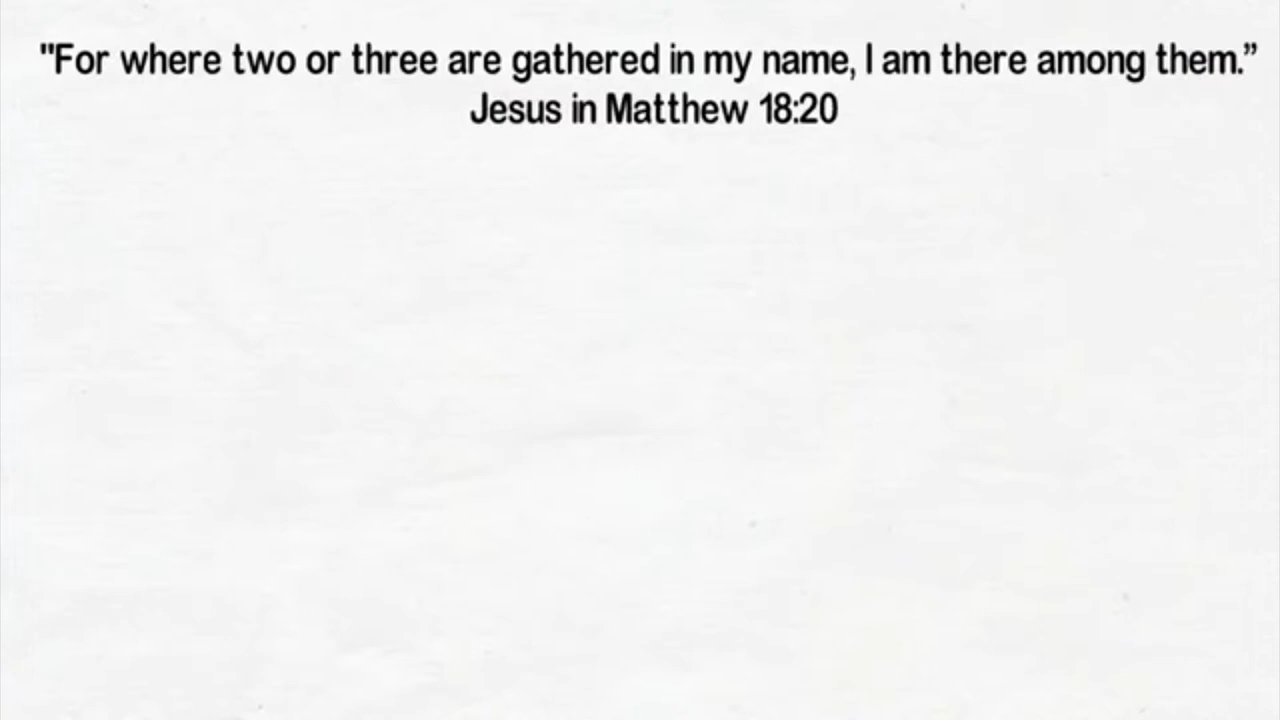 "For where two or three are gathered in my name, I am there among them.”
Jesus in Matthew 18:20